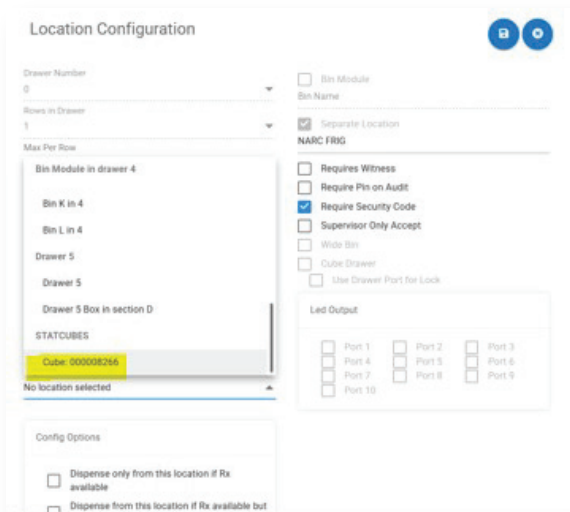 Location Configuration
Drawer Number
0
Rows in Drawer
1
Max Per Row
Bin Module in drawer 4
Bin K in 4
Bin L in 4
Drawer 5
Drawer 5
Drawer 5 Box in section D
STATCUBES
Cube: 000008266
No location selected
Config Options
Dispense only from this location if Rx
available
Dispense from this location if Rx available but
Bin Module
Bin Name
Separate Location
NARC FRIG
Requires Witness
Require Pin on Audit
Require Security Code
Supervisor Only Accept
Wide Bin
Cube Drawer
Use Drawer Port for Lock
Led Output
Port 1 Port 2 Port 3
Port 4 Port 5 Port 6
Port 7 Port 8 Port 9
Port 10